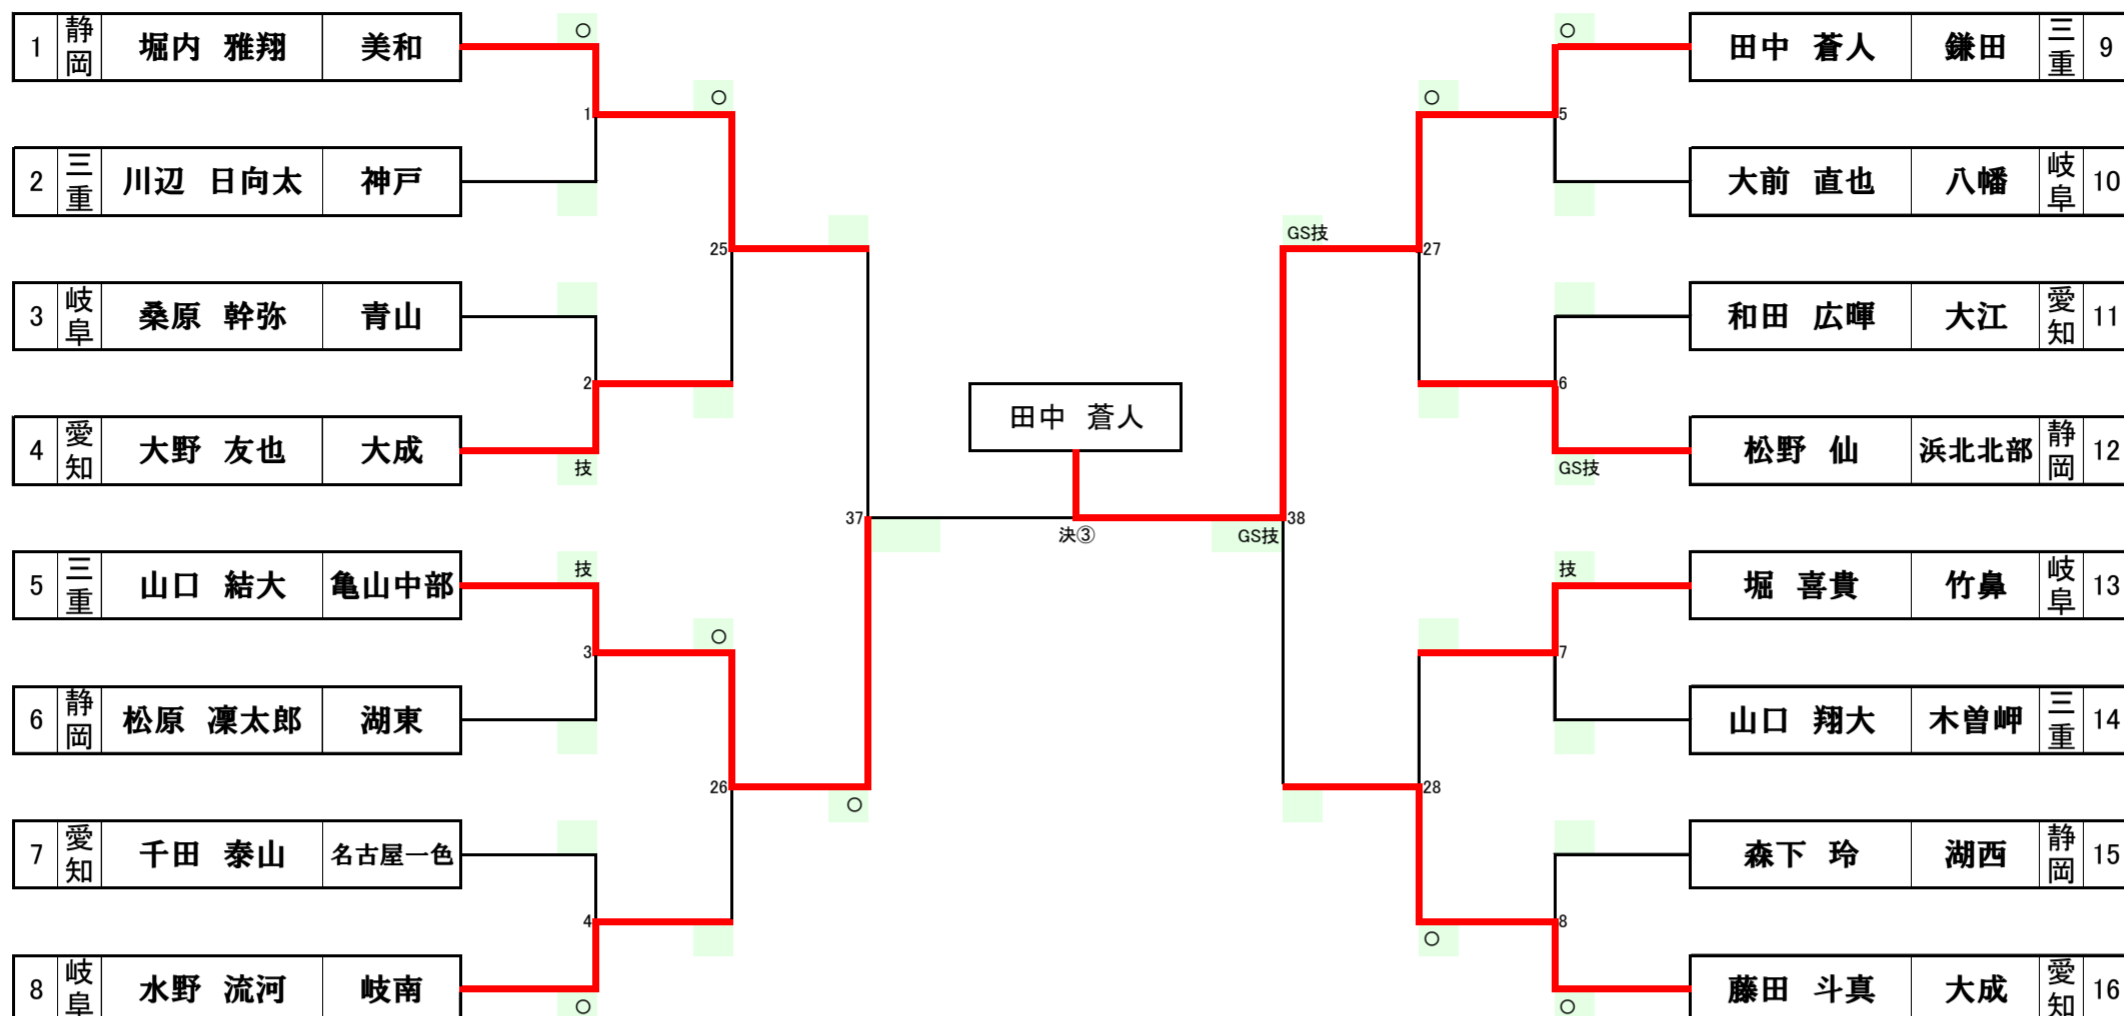 1 静岡 堀内 雅翔 美和
2 三重 川辺 日向太 神戸
3 岐阜 桑原 幹弥 青山
4 愛知 大野 友也 大成
5 三重 山口 結大 亀山中部
6 静岡 松原 凜太郎 湖東
7 愛知 千田 泰山 名古屋一色
8 岐阜 水野 流河 岐南
○
1
2
技
技
3
4
○
○
25
○
26
37
○
田中 蒼人
決③
GS技
38
GS技
○
27
28
○
○
5
6
GS技
技
7
8
○
田中 蒼人 鎌田 三重 9
大前 直也 八幡 岐阜 10
和田 広暉 大江 愛知 11
松野 仙 浜北北部 静岡 12
堀 喜貴 竹鼻 岐阜 13
山口 翔大 木曽岬 三重 14
森下 玲 湖西 静岡 15
藤田 斗真 大成 愛知 16